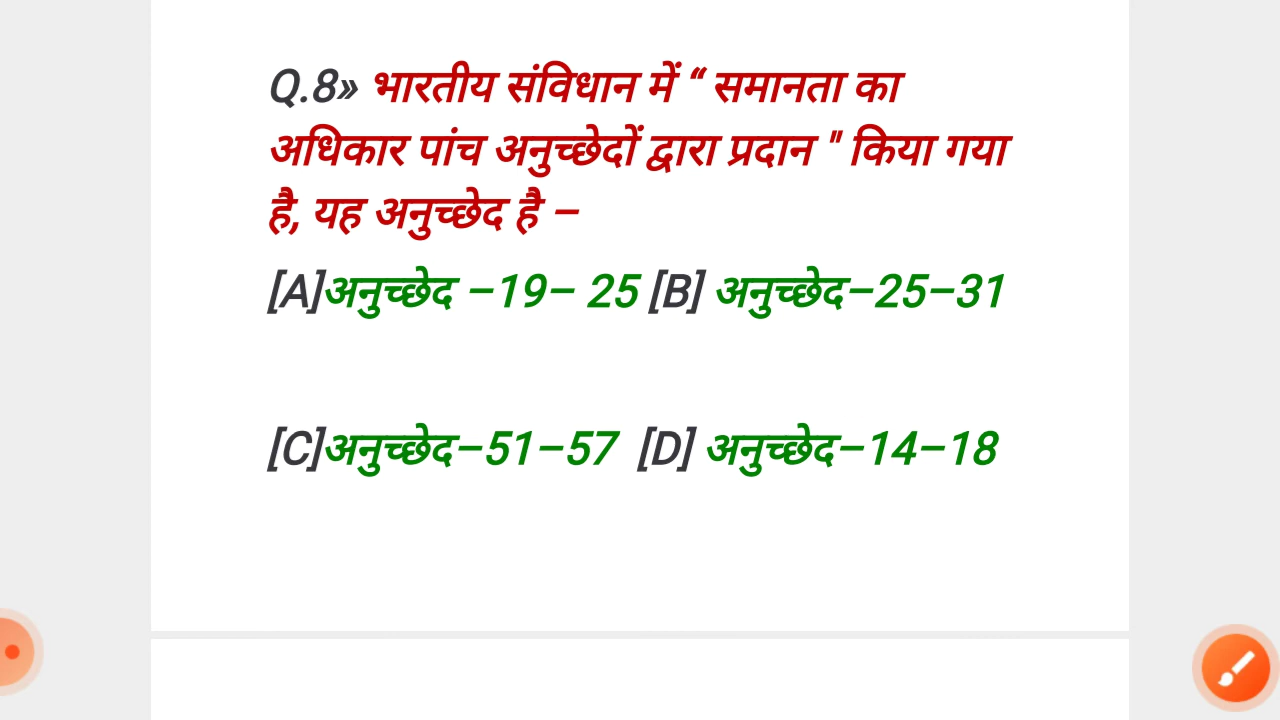 Q.8» भारतीय संविधान में “ समानता का
अधिकार पांच अनुच्छेदों द्वारा प्रदान " किया गया
है, यह अनुच्छेद है –
[A]अनुच्छेद –19– 25 [B] अनुच्छेद–25–31
[C]अनुच्छेद–51–57 [D] अनुच्छेद–14–18